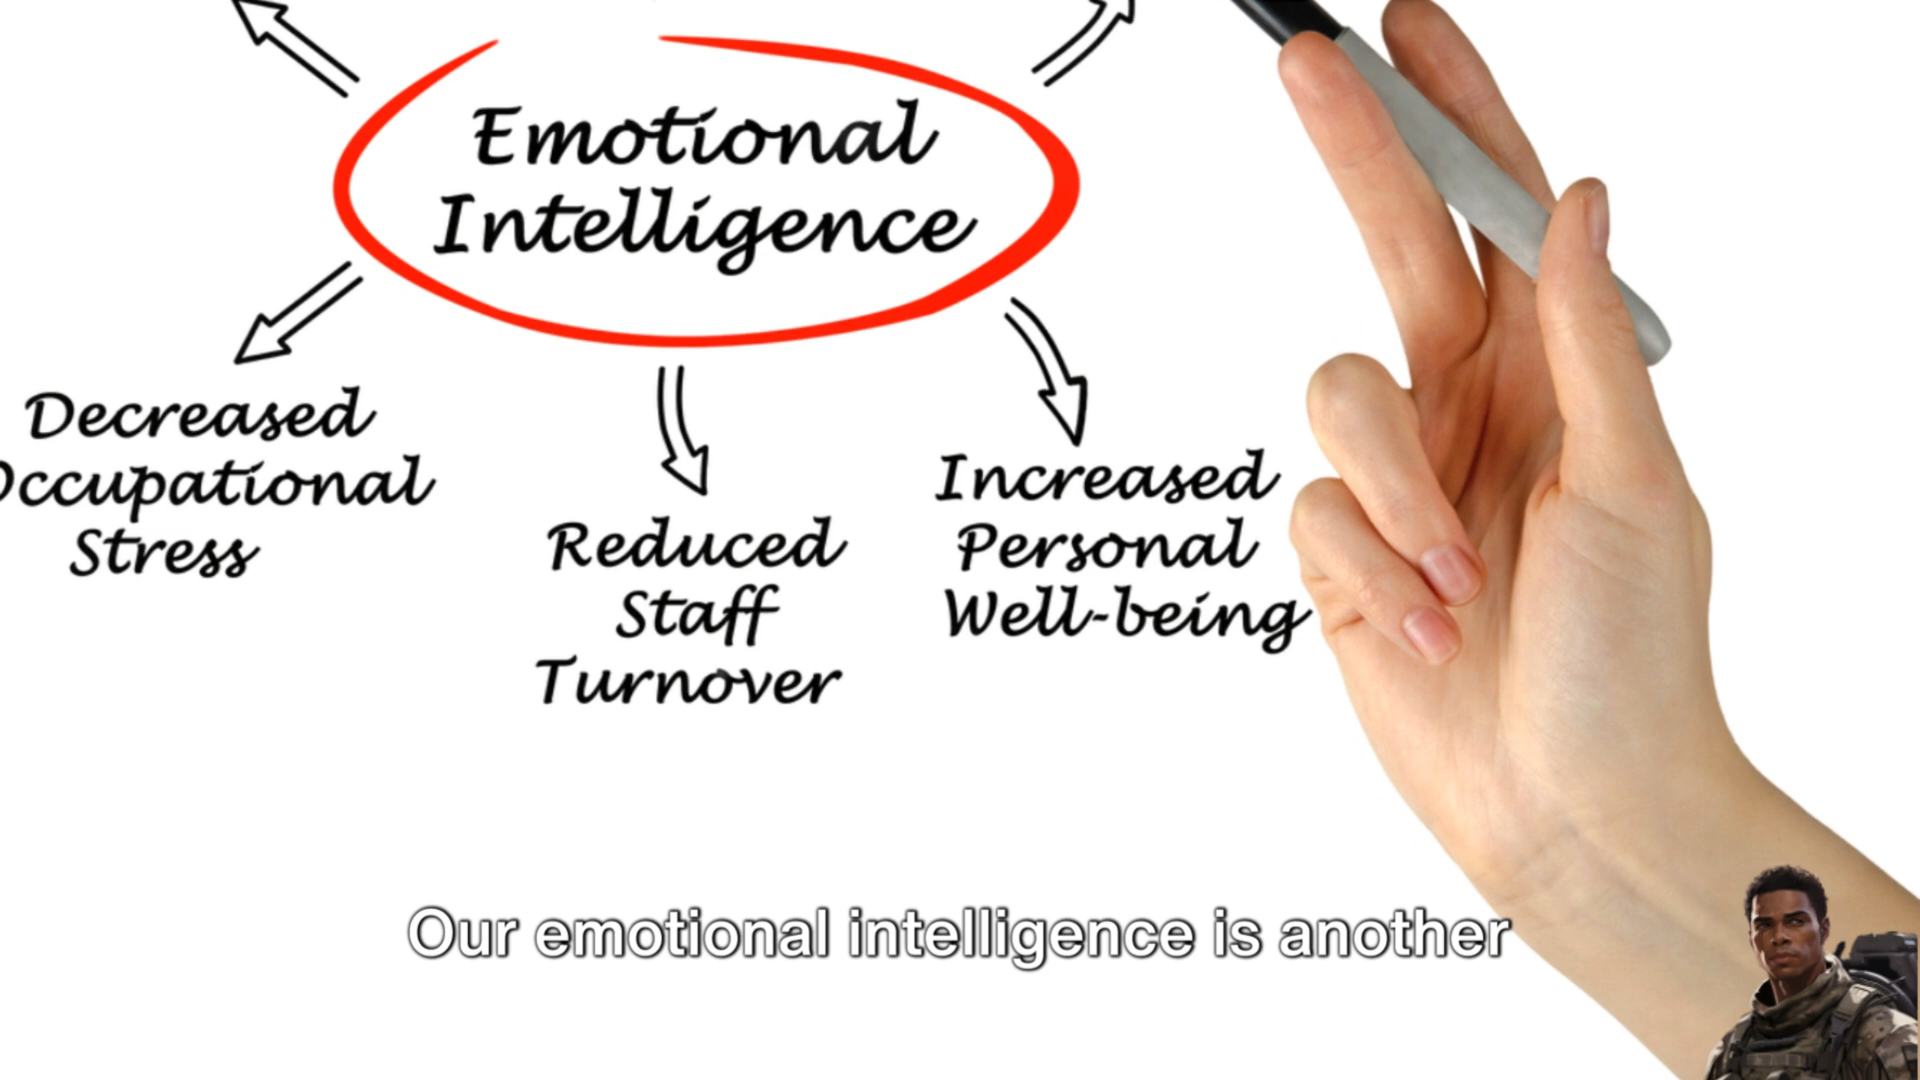 Emotional
Intelligence
Decreased
Occupational
Stress
Reduced
Staff
Turnover
Increased
Personal
Well-being
Our emotional intelligence is another